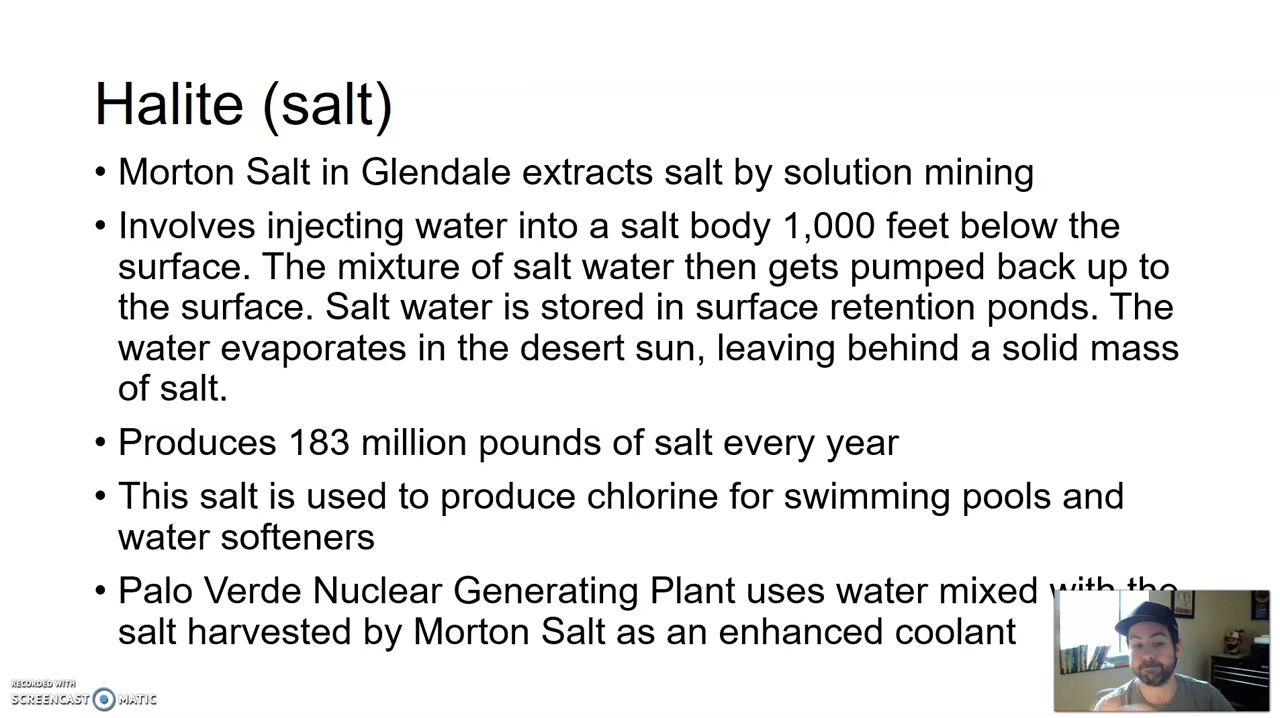 Halite (salt)
• Morton Salt in Glendale extracts salt by solution mining
• Involves injecting water into a salt body 1,000 feet below the
surface. The mixture of salt water then gets pumped back up to
the surface. Salt water is stored in surface retention ponds. The
water evaporates in the desert sun, leaving behind a solid mass
of salt.
• Produces 183 million pounds of salt every year
• This salt is used to produce chlorine for swimming pools and
water softeners
• Palo Verde Nuclear Generating Plant uses water mixed with the
salt harvested by Morton Salt as an enhanced coolant
RECORDED WITH
SCREENCAST MATIC